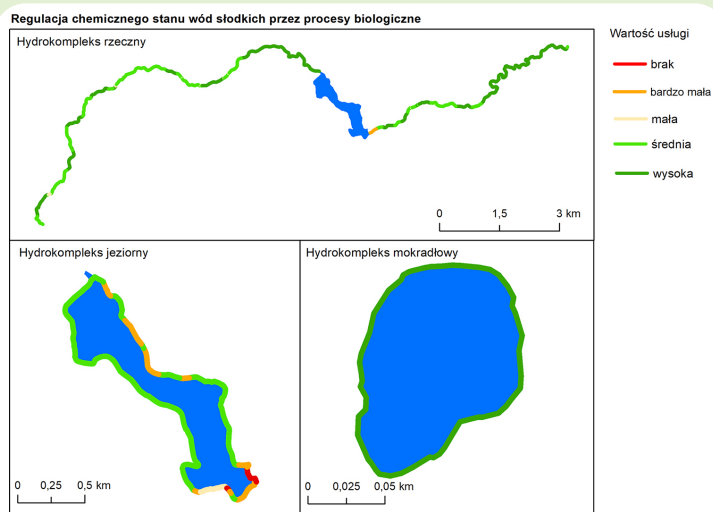 Regulacja chemicznego stanu wód słodkich przez procesy biologiczne
Hydrokompleks rzeczny
0 1,5 3 km
Wartość usługi
brak
bardzo mała
mała
średnia
wysoka
Hydrokompleks jeziorny
0 0,25 0,5 km
Hydrokompleks mokradłowy
0 0,025 0,05 km